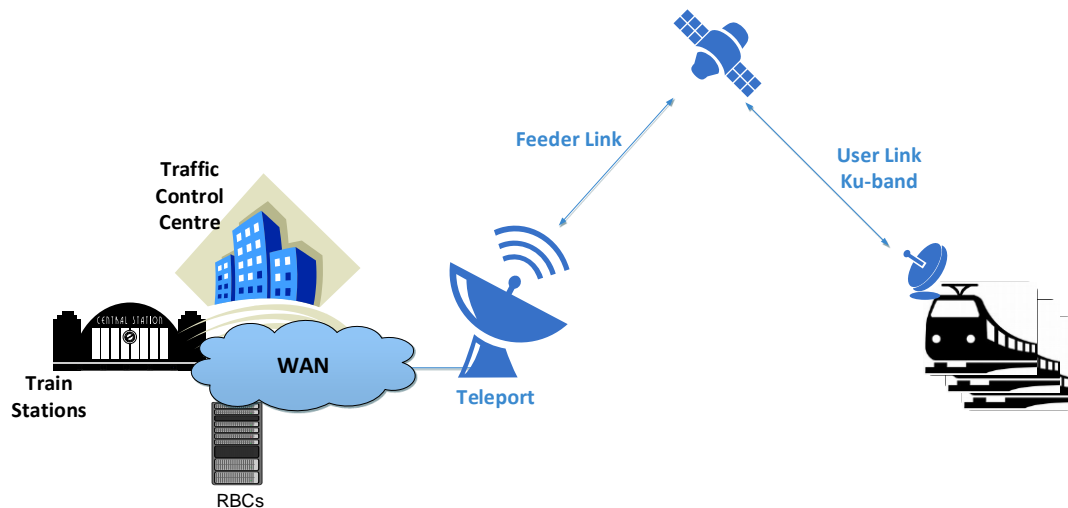 Feeder Link
User Link
Ku-band
Traffic
Control
Centre
CENTRAL STATION
WAN
Train
Stations
Teleport
RBCs